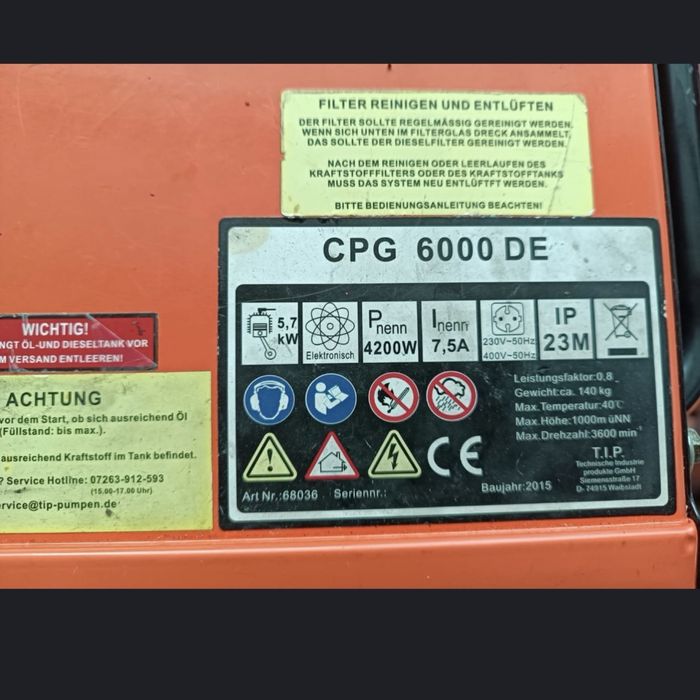 FILTER REINIGEN UND ENTLÜFTEN
DER FILTER SOLLTE REGELMÄSSIG GEREINIGT WERDEN.
WENN SICH UNTEN IM FILTERGLAS DRECK ANSAMMELT,
DAS SOLLTE DER DIESELFILTER GEREINIGT WERDEN.
NACH DEM REINIGEN ODER LEERLAUFEN DES
KRAFTSTOFFFILTERS ODER DES KRAFTSTOFFTANKS
MUSS DAS SYSTEM NEU ENTLÜFTFT WERDEN.
BITTE BEDIENUNGSANLEITUNG BEACHTEN!
CPG 6000 DE
5,7 kW
Elektronisch
Pnenn
4200W
Inenn
7,5A
230V~50Hz
400V~50Hz
IP
23M
Leistungsfaktor:0,8
Gewicht:ca. 140 kg
Max.Temperatur:40℃
Max.Höhe:1000m üNN
Max.Drehzahl:3600 min⁻¹
CE
T.I.P.
Technische Industrie
produkte GmbH
Siemensstraße 17
D-74915 Waibstadt
Art Nr.:68036 Seriennr.: Baujahr:2015
WICHTIG!
NGT ÖL-UND DIESELTANK VOR
M VERSAND ENTLEEREN!
ACHTUNG
vor dem Start, ob sich ausreichend Öl
(Füllstand: bis max.).
ausreichend Kraftstoff im Tank befindet.
? Service Hotline: 07263-912-593
(15.00-17.00 Uhr)
ervice@tip-pumpen.de